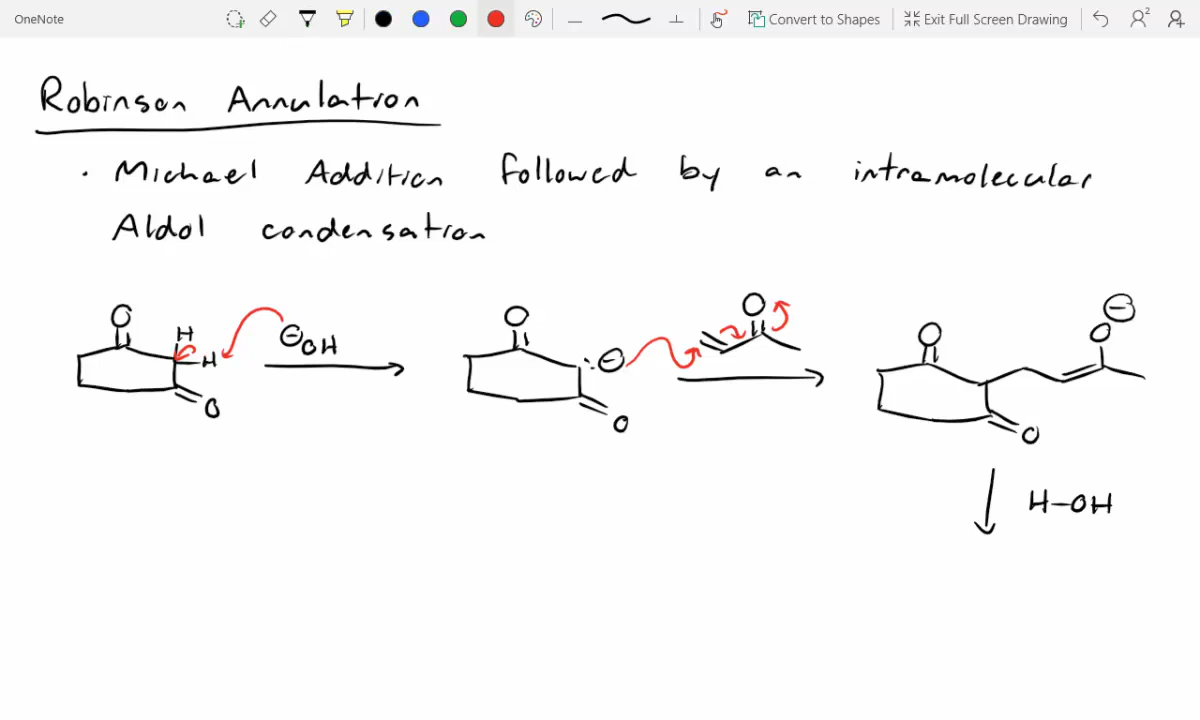 OneNote
Convert to Shapes
Exit Full Screen Drawing
2
Robinson Annulation
· Michael Addition followed by an intramolecular
Aldol condensation
O H H O ⊖OH
O ⊖ O O
O O O ⊖
H-OH